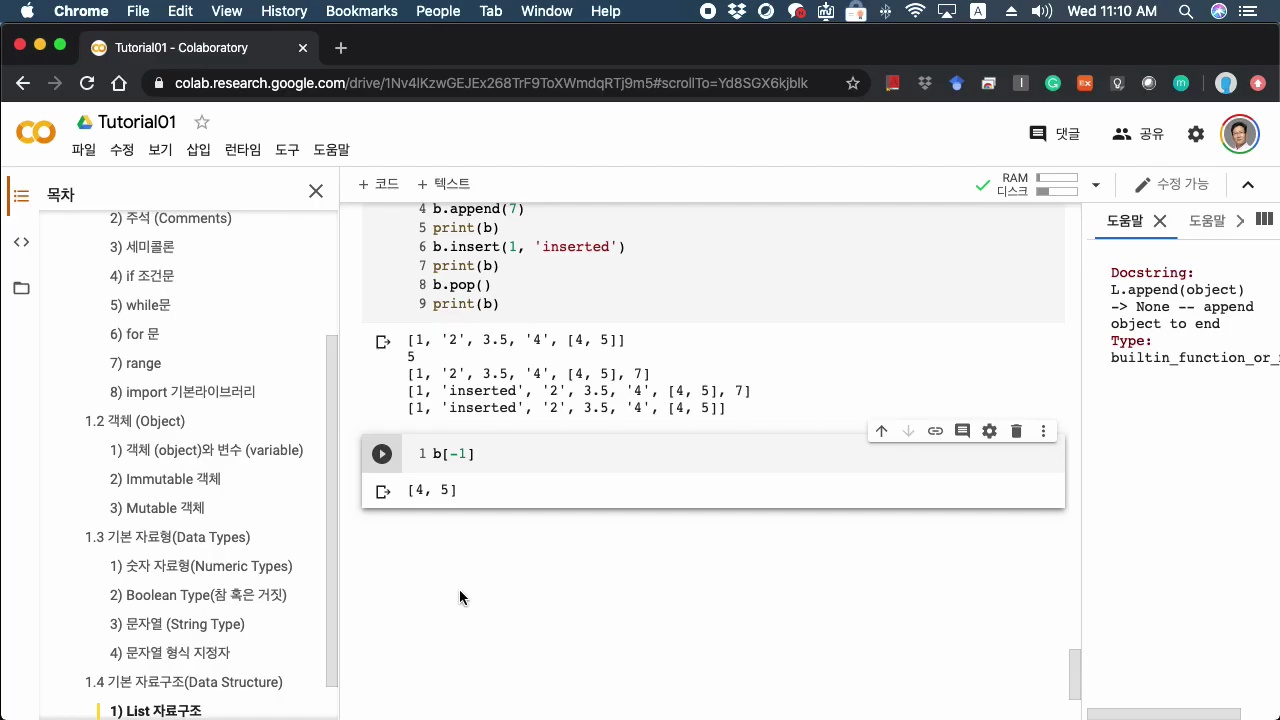 Chrome File Edit View History Bookmarks People Tab Window Help A Wed 11:10 AM
Tutorial01 - Colaboratory
colab.research.google.com/drive/1Nv4lKzwGEJEx268TrF9ToXWmdqRTj9m5#scrollTo=Yd8SGX6kjblk
Tutorial01
댓글 공유
파일 수정 보기 삽입 런타임 도구 도움말
목차
+ 코드 + 텍스트
RAM
디스크
수정 가능
2) 주석 (Comments)
3) 세미콜론
4) if 조건문
5) while문
6) for 문
7) range
8) import 기본라이브러리
1.2 객체 (Object)
1) 객체 (object)와 변수 (variable)
2) Immutable 객체
3) Mutable 객체
1.3 기본 자료형(Data Types)
1) 숫자 자료형(Numeric Types)
2) Boolean Type(참 혹은 거짓)
3) 문자열 (String Type)
4) 문자열 형식 지정자
1.4 기본 자료구조(Data Structure)
1) List 자료구조
4 b.append(7)
5 print(b)
6 b.insert(1, 'inserted')
7 print(b)
8 b.pop()
9 print(b)
[1, '2', 3.5, '4', [4, 5]]
5
[1, '2', 3.5, '4', [4, 5], 7]
[1, 'inserted', '2', 3.5, '4', [4, 5], 7]
[1, 'inserted', '2', 3.5, '4', [4, 5]]
1 b[-1]
[4, 5]
도움말 도움말
Docstring:
L.append(object)
-> None -- append
object to end
Type:
builtin_function_or_